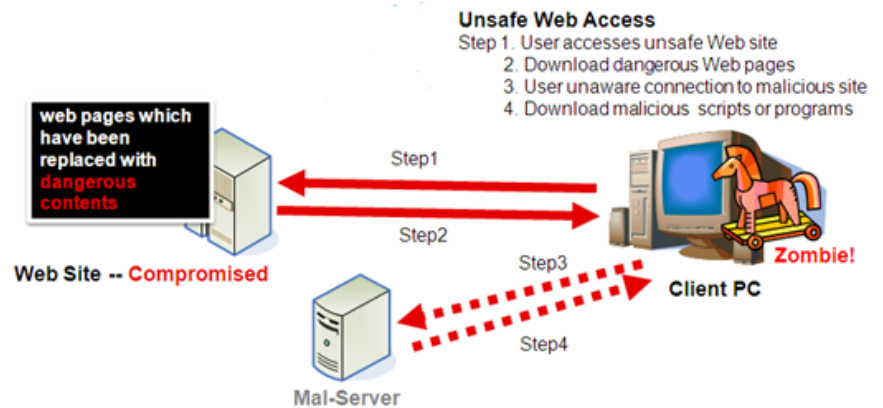 Unsafe Web Access
Step 1. User accesses unsafe Web site
2. Download dangerous Web pages
3. User unaware connection to malicious site
4. Download malicious scripts or programs
web pages which
have been
replaced with
dangerous
contents
Step1
Step2
Web Site -- Compromised
Zombie!
Client PC
Step3
Step4
Mal-Server